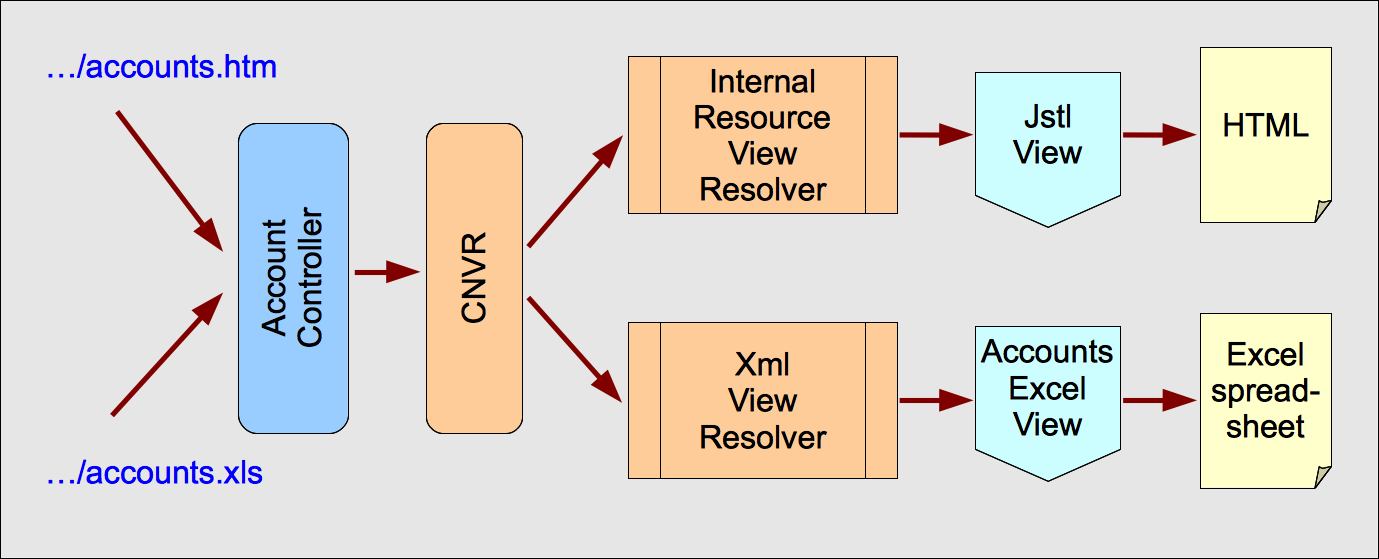 …/accounts.htm
…/accounts.xls
Account
Controller
CNVR
Internal
Resource
View
Resolver
Jstl
View
HTML
Xml
View
Resolver
Accounts
Excel
View
Excel
spread-
sheet